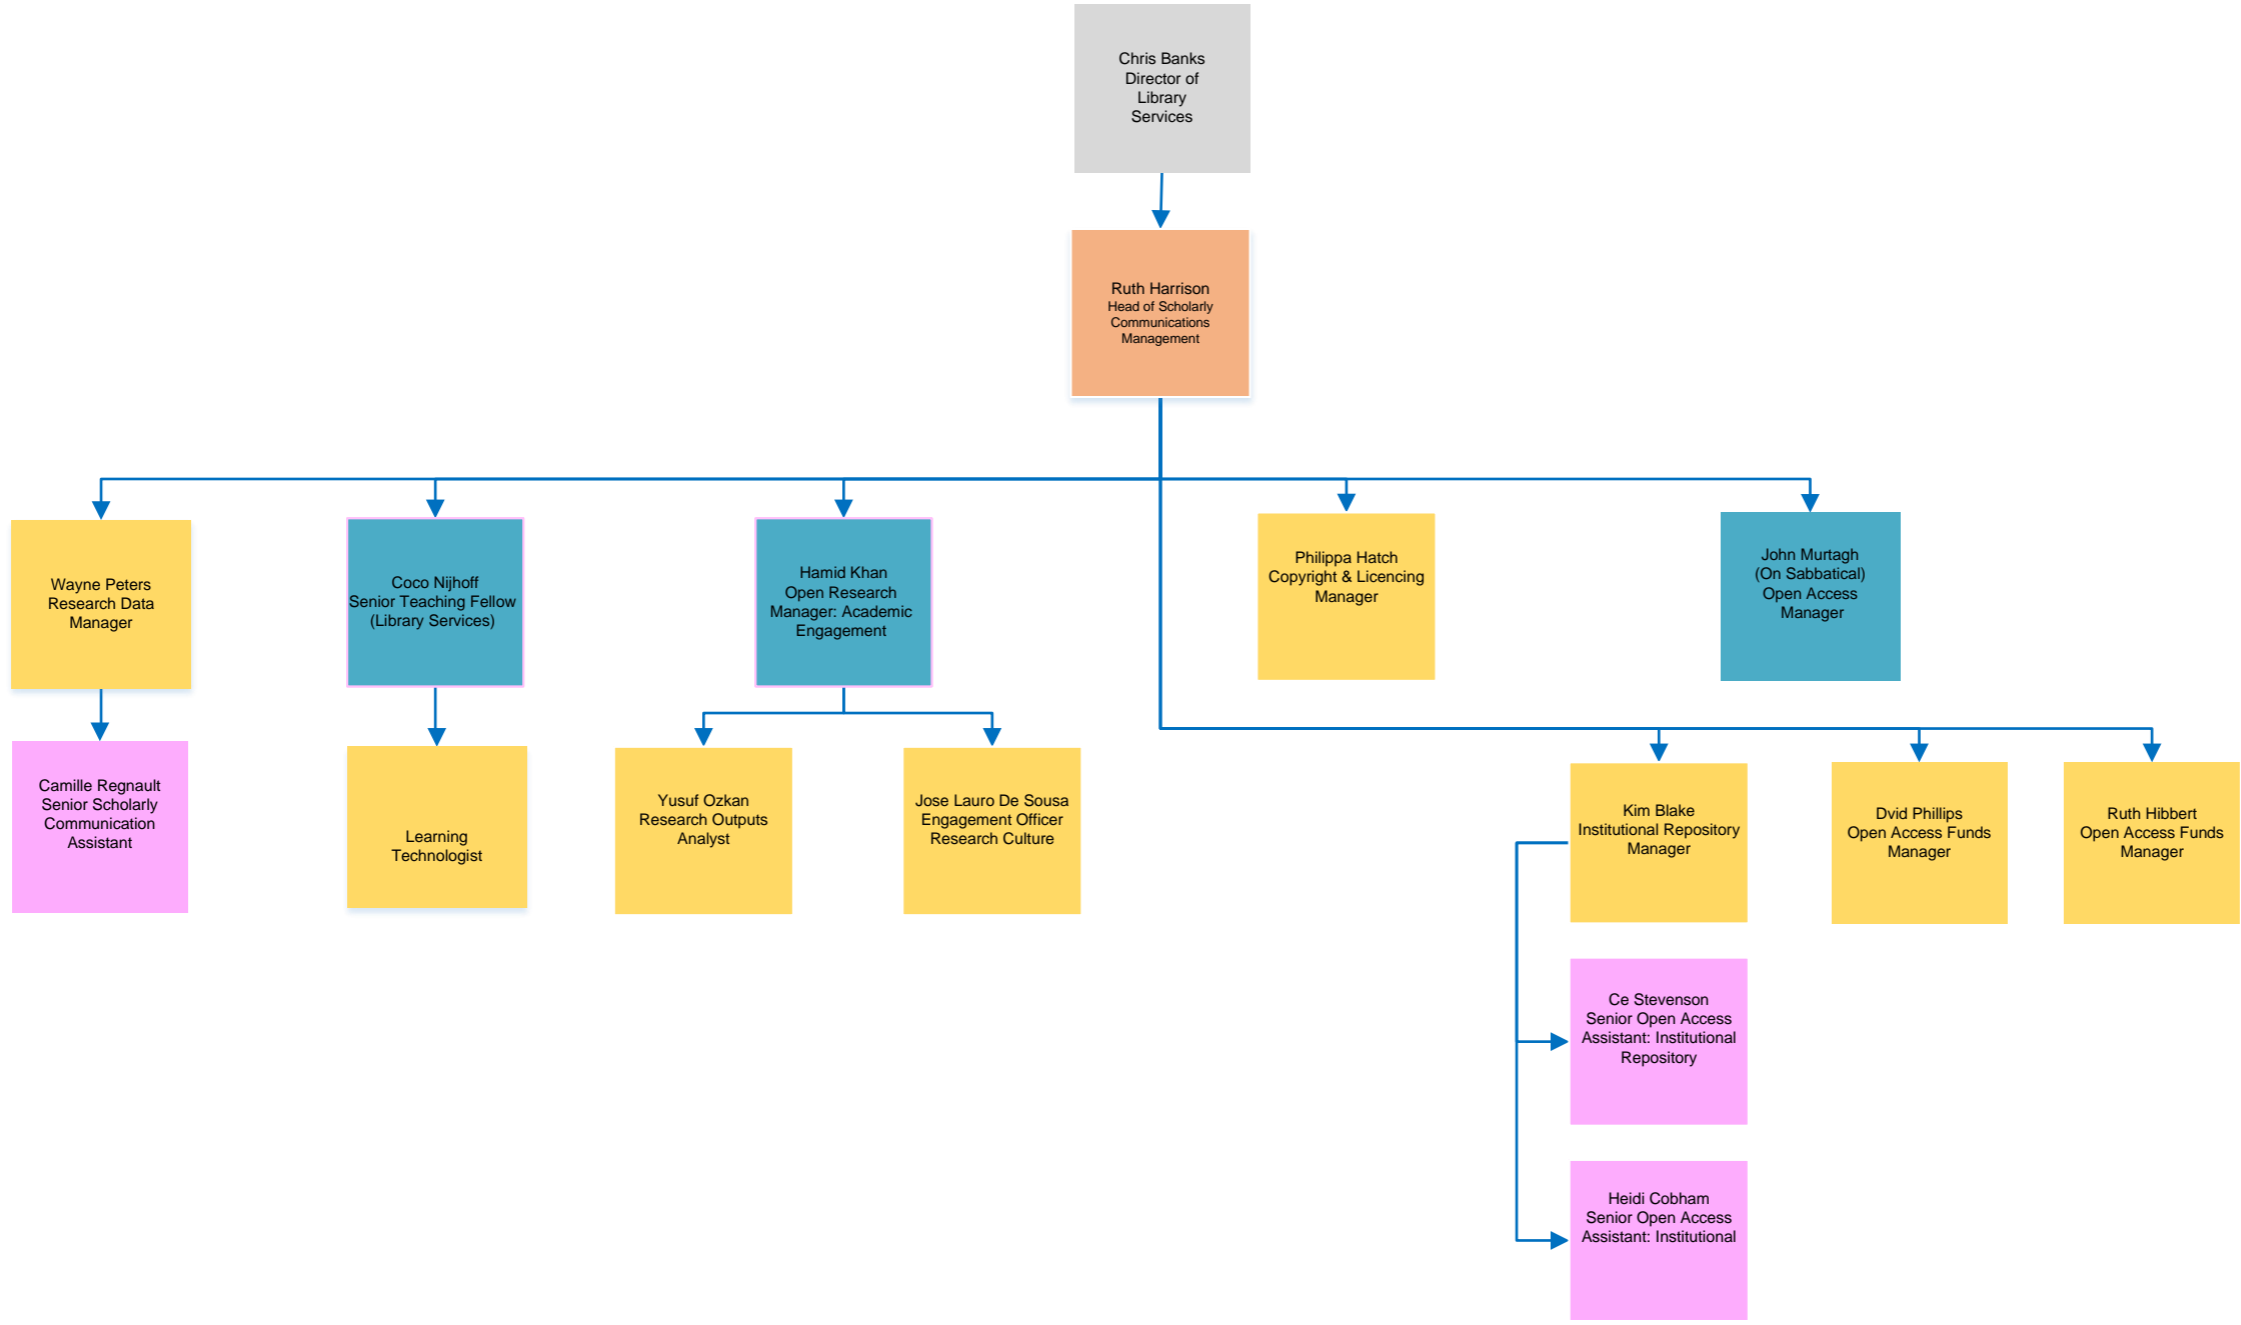 Chris Banks
Director of
Library
Services
Ruth Harrison
Head of Scholarly
Communications
Management
Wayne Peters
Research Data
Manager
Coco Nijhoff
Senior Teaching Fellow
(Library Services)
Hamid Khan
Open Research
Manager: Academic
Engagement
Philippa Hatch
Copyright & Licencing
Manager
John Murtagh
(On Sabbatical)
Open Access
Manager
Camille Regnault
Senior Scholarly
Communication
Assistant
Learning
Technologist
Yusuf Ozkan
Research Outputs
Analyst
Jose Lauro De Sousa
Engagement Officer
Research Culture
Kim Blake
Institutional Repository
Manager
Dvid Phillips
Open Access Funds
Manager
Ruth Hibbert
Open Access Funds
Manager
Ce Stevenson
Senior Open Access
Assistant: Institutional
Repository
Heidi Cobham
Senior Open Access
Assistant: Institutional